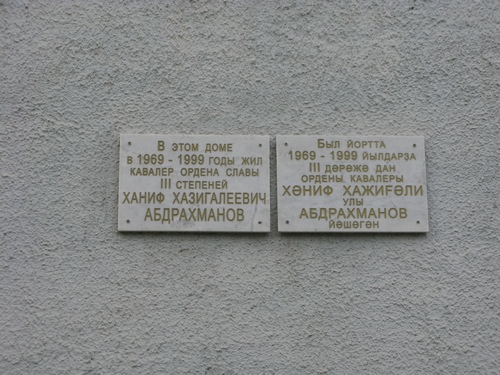 В ЭТОМ ДОМЕ
В 1969 - 1999 ГОДЫ ЖИЛ
КАВАЛЕР ОРДЕНА СЛАВЫ
III СТЕПЕНЕЙ
ХАНИФ ХАЗИГАЛЕЕВИЧ
АБДРАХМАНОВ
БЫЛ ЙОРТТА
1969 - 1999 ЙЫЛДАРҘА
III ДӘРӘЖӘ ДАН
ОРДЕНЫ КАВАЛЕРЫ
ХӘНИФ ХАЖИҒӘЛИ
УЛЫ
АБДРАХМАНОВ
ЙӘШӘГӘН